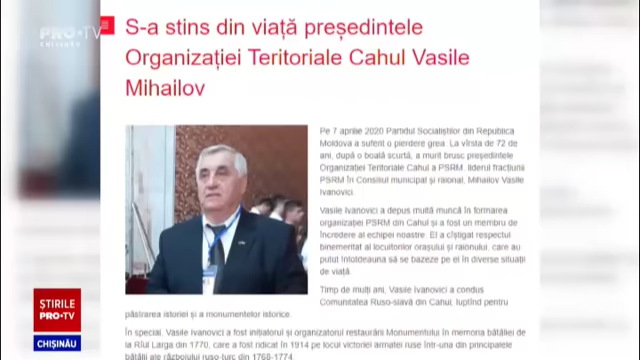 PRO•TV
CHIȘINĂU
S-a stins din viață președintele
Organizației Teritoriale Cahul Vasile
Mihailov
Pe 7 aprilie 2020 Partidul Socialiștilor din Republica
Moldova a suferit o pierdere grea. La vîrsta de 72 de
ani, după o boală scurtă, a murit brusc președintele
Organizației Teritoriale Cahul a PSRM, liderul fracțiunii
PSRM în Consiliul municipal și raional, Mihailov Vasile
Ivanovici.
Vasile Ivanovici a depus multă muncă în formarea
organizației PSRM din Cahul și a fost un membru de
încredere al echipei noastre. El a cîștigat respectul
binemeritat al locuitorilor orașului și raionului, care au
putut întotdeauna să se bazeze pe el în diverse situații
de viață.
Timp de mulți ani, Vasile Ivanovici a condus
Comunitatea Ruso-slavă din Cahul, luptînd pentru
păstrarea istoriei și a monumentelor istorice.
În special, Vasile Ivanovici a fost inițiatorul și organizatorul restaurării Monumentului în memoria bătăliei de
la Rîul Larga din 1770, care a fost ridicat în 1914 pe locul victoriei armatei ruse într-una din principalele
bătălii ale războiului ruso-turc din 1768-1774.
ȘTIRILE
PRO•TV
CHIȘINĂU